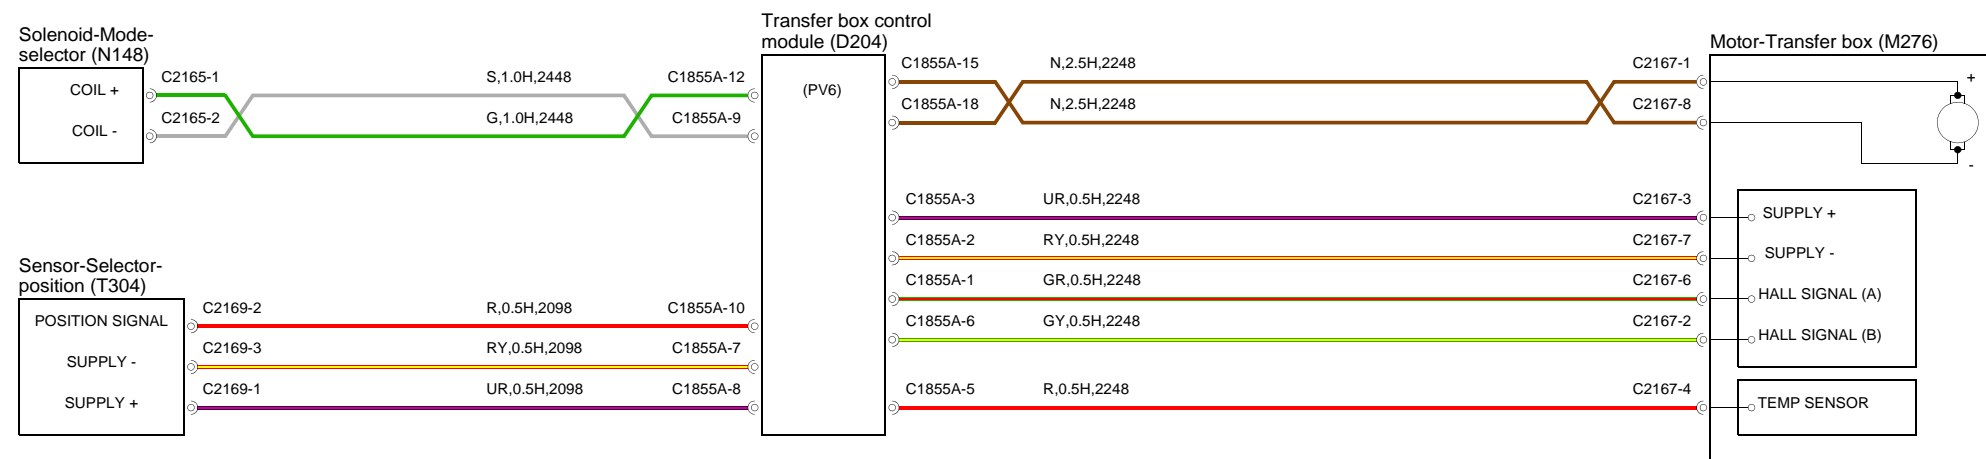 Solenoid-Mode-
selector (N148)
COIL +
COIL -
C2165-1
S,1.0H,2448
C1855A-12
C2165-2
G,1.0H,2448
C1855A-9
Sensor-Selector-
position (T304)
POSITION SIGNAL
SUPPLY -
SUPPLY +
C2169-2
R,0.5H,2098
C1855A-10
C2169-3
RY,0.5H,2098
C1855A-7
C2169-1
UR,0.5H,2098
C1855A-8
Transfer box control
module (D204)
(PV6)
C1855A-15
N,2.5H,2248
C2167-1
C1855A-18
N,2.5H,2248
C2167-8
C1855A-3
UR,0.5H,2248
C2167-3
C1855A-2
RY,0.5H,2248
C2167-7
C1855A-1
GR,0.5H,2248
C2167-6
C1855A-6
GY,0.5H,2248
C2167-2
C1855A-5
R,0.5H,2248
C2167-4
Motor-Transfer box (M276)
+
-
SUPPLY +
SUPPLY -
HALL SIGNAL (A)
HALL SIGNAL (B)
TEMP SENSOR